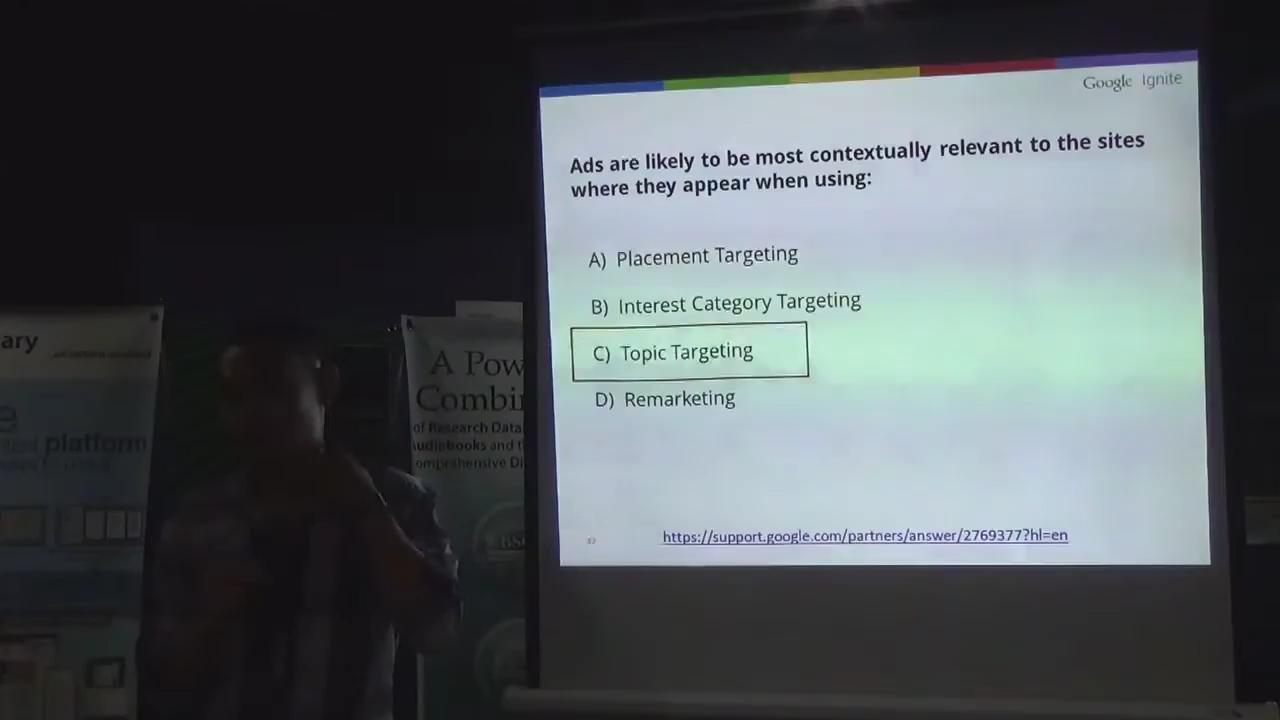 Google Ignite
Ads are likely to be most contextually relevant to the sites
where they appear when using:
A) Placement Targeting
B) Interest Category Targeting
C) Topic Targeting
D) Remarketing
https://support.google.com/partners/answer/2769377?hl=en
ary
platform
A Pow
Combi
of Research Data
udiobooks and t
omprehensive Di